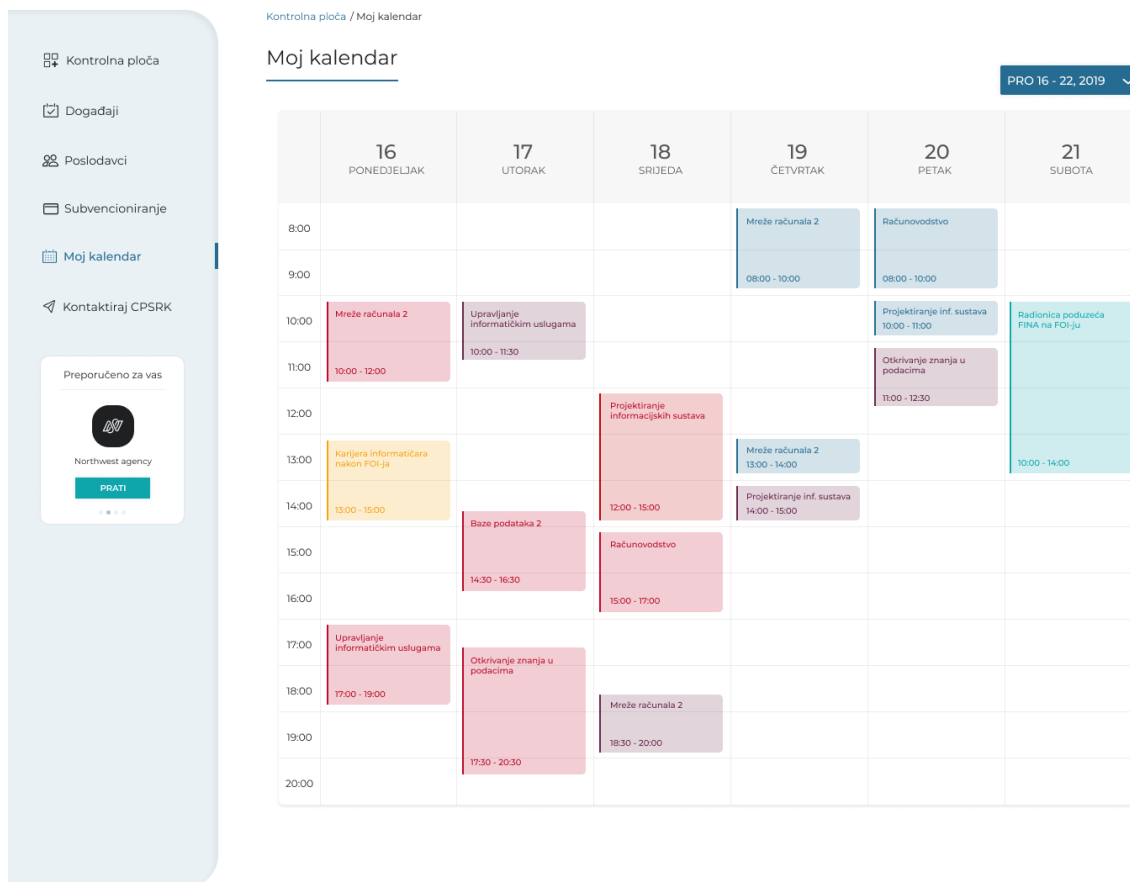 Kontrolna ploča / Moj kalendar
Moj kalendar
PRO 16 - 22, 2019
Kontrolna ploča
Događaji
Poslodavci
Subvencioniranje
Moj kalendar
Kontaktiraj CPSRK
Preporučeno za vas
Northwest agency
PRATI
16
PONEDJELJAK
17
UTORAK
18
SRIJEDA
19
ČETVRTAK
20
PETAK
21
SUBOTA
8:00
9:00
10:00
11:00
12:00
13:00
14:00
15:00
16:00
17:00
18:00
19:00
20:00
Mreže računala 2
10:00 - 12:00
Karijera informatičara
nakon FOI-ja
13:00 - 15:00
Upravljanje
informatičkim uslugama
17:00 - 19:00
Upravljanje
informatičkim uslugama
10:00 - 11:30
Baze podataka 2
14:30 - 16:30
Otkrivanje znanja u
podacima
17:30 - 20:30
Projektiranje
informacijskih sustava
12:00 - 15:00
Računovodstvo
15:00 - 17:00
Mreže računala 2
18:30 - 20:00
Mreže računala 2
08:00 - 10:00
Mreže računala 2
13:00 - 14:00
Projektiranje inf. sustava
14:00 - 15:00
Računovodstvo
08:00 - 10:00
Projektiranje inf. sustava
10:00 - 11:00
Otkrivanje znanja u
podacima
11:00 - 12:30
Radionica poduzeća
FINA na FOI-ju
10:00 - 14:00